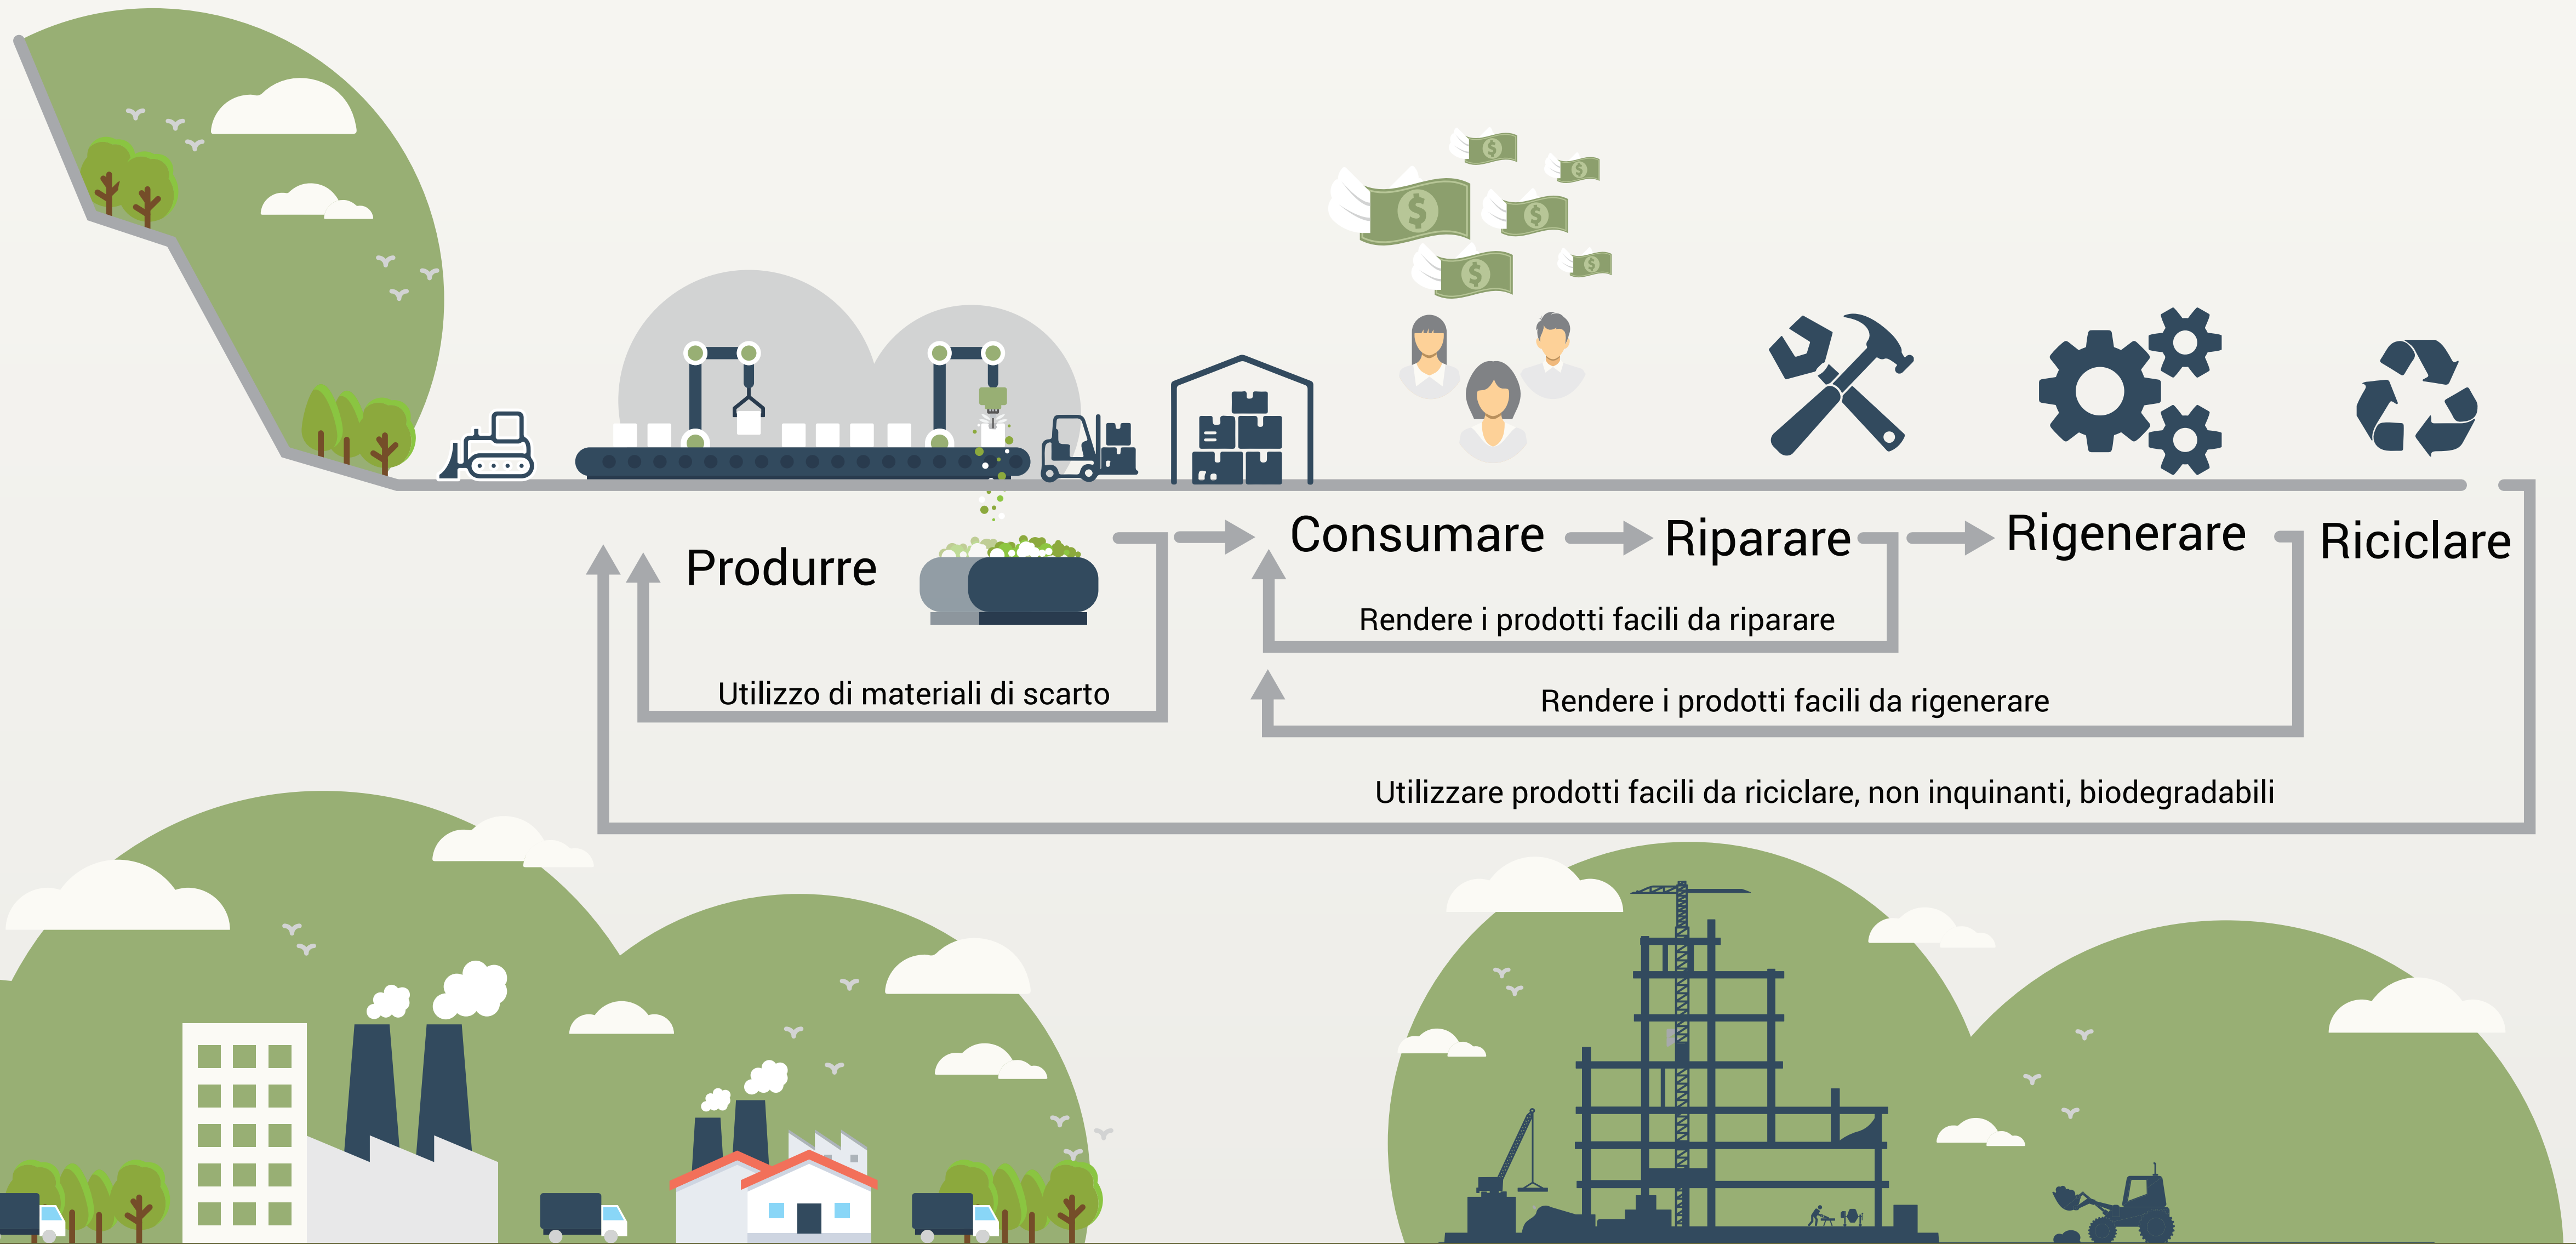 Produrre
Consumare
Riparare
Rigenerare
Riciclare
Rendere i prodotti facili da riparare
Utilizzo di materiali di scarto
Rendere i prodotti facili da rigenerare
Utilizzare prodotti facili da riciclare, non inquinanti, biodegradabili